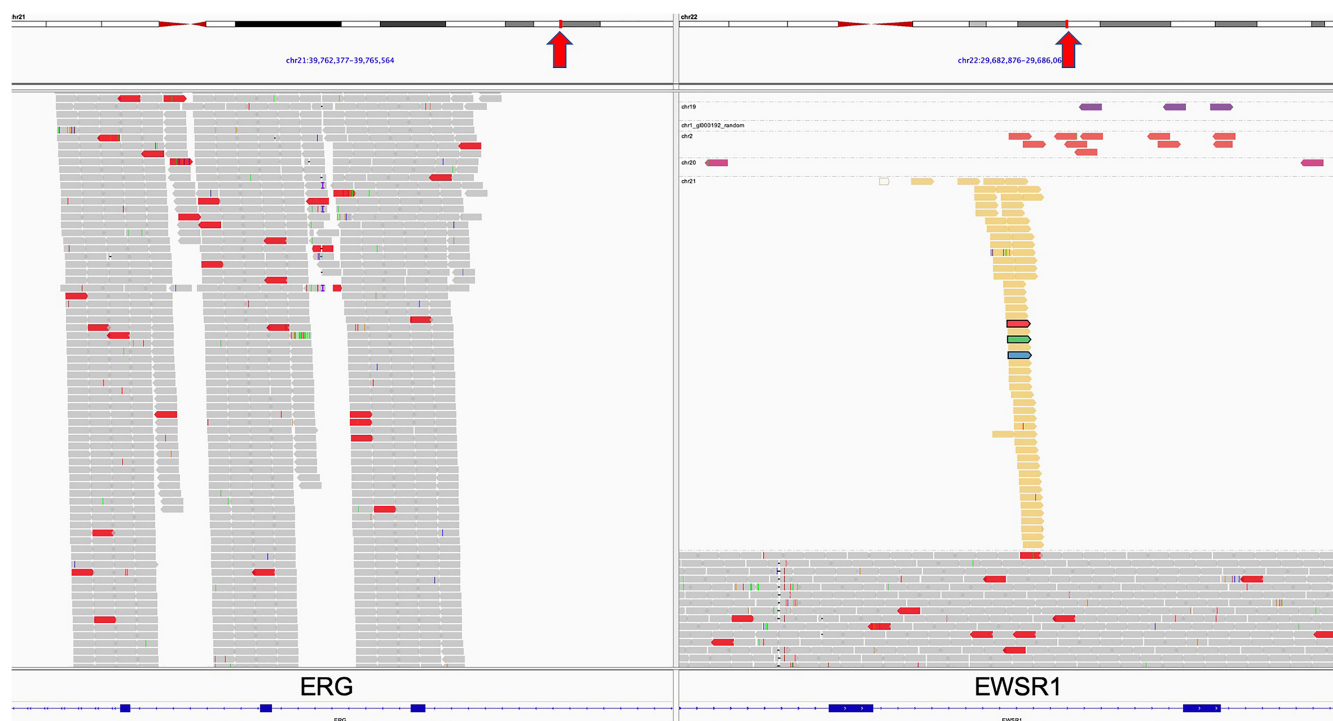 chr21
chr21:39,762,377-39,765,564
ERG
ERG
chr22
chr22:29,682,876-29,686,06
chr19
chr1_gl000192_random
chr2
chr20
chr21
EWSR1
EWSR1